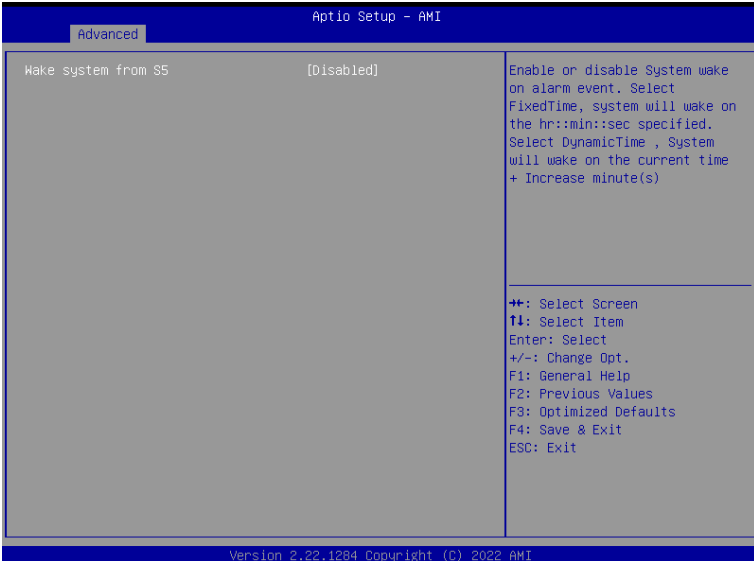 Aptio Setup – AMI
Advanced
Wake system from S5 [Disabled]
Enable or disable System wake
on alarm event. Select
FixedTime, system will wake on
the hr::min::sec specified.
Select DynamicTime , System
will wake on the current time
+ Increase minute(s)
→←: Select Screen
↑↓: Select Item
Enter: Select
+/-: Change Opt.
F1: General Help
F2: Previous Values
F3: Optimized Defaults
F4: Save & Exit
ESC: Exit
Version 2.22.1284 Copyright (C) 2022 AMI